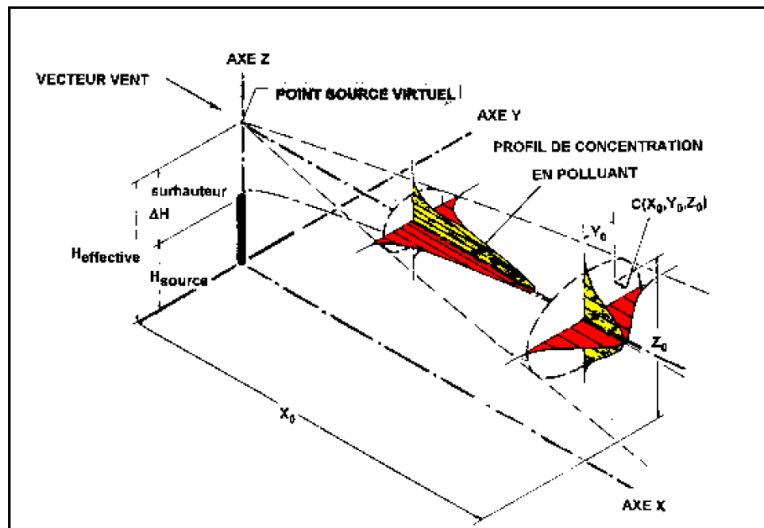 AXE Z
VECTEUR VENT
POINT SOURCE VIRTUEL
AXE Y
PROFIL DE CONCENTRATION
EN POLLUANT
C(X₀,Y₀,Z₀)
Y₀
surhauteur
ΔH
Heffective
Hsource
Z₀
X₀
AXE X